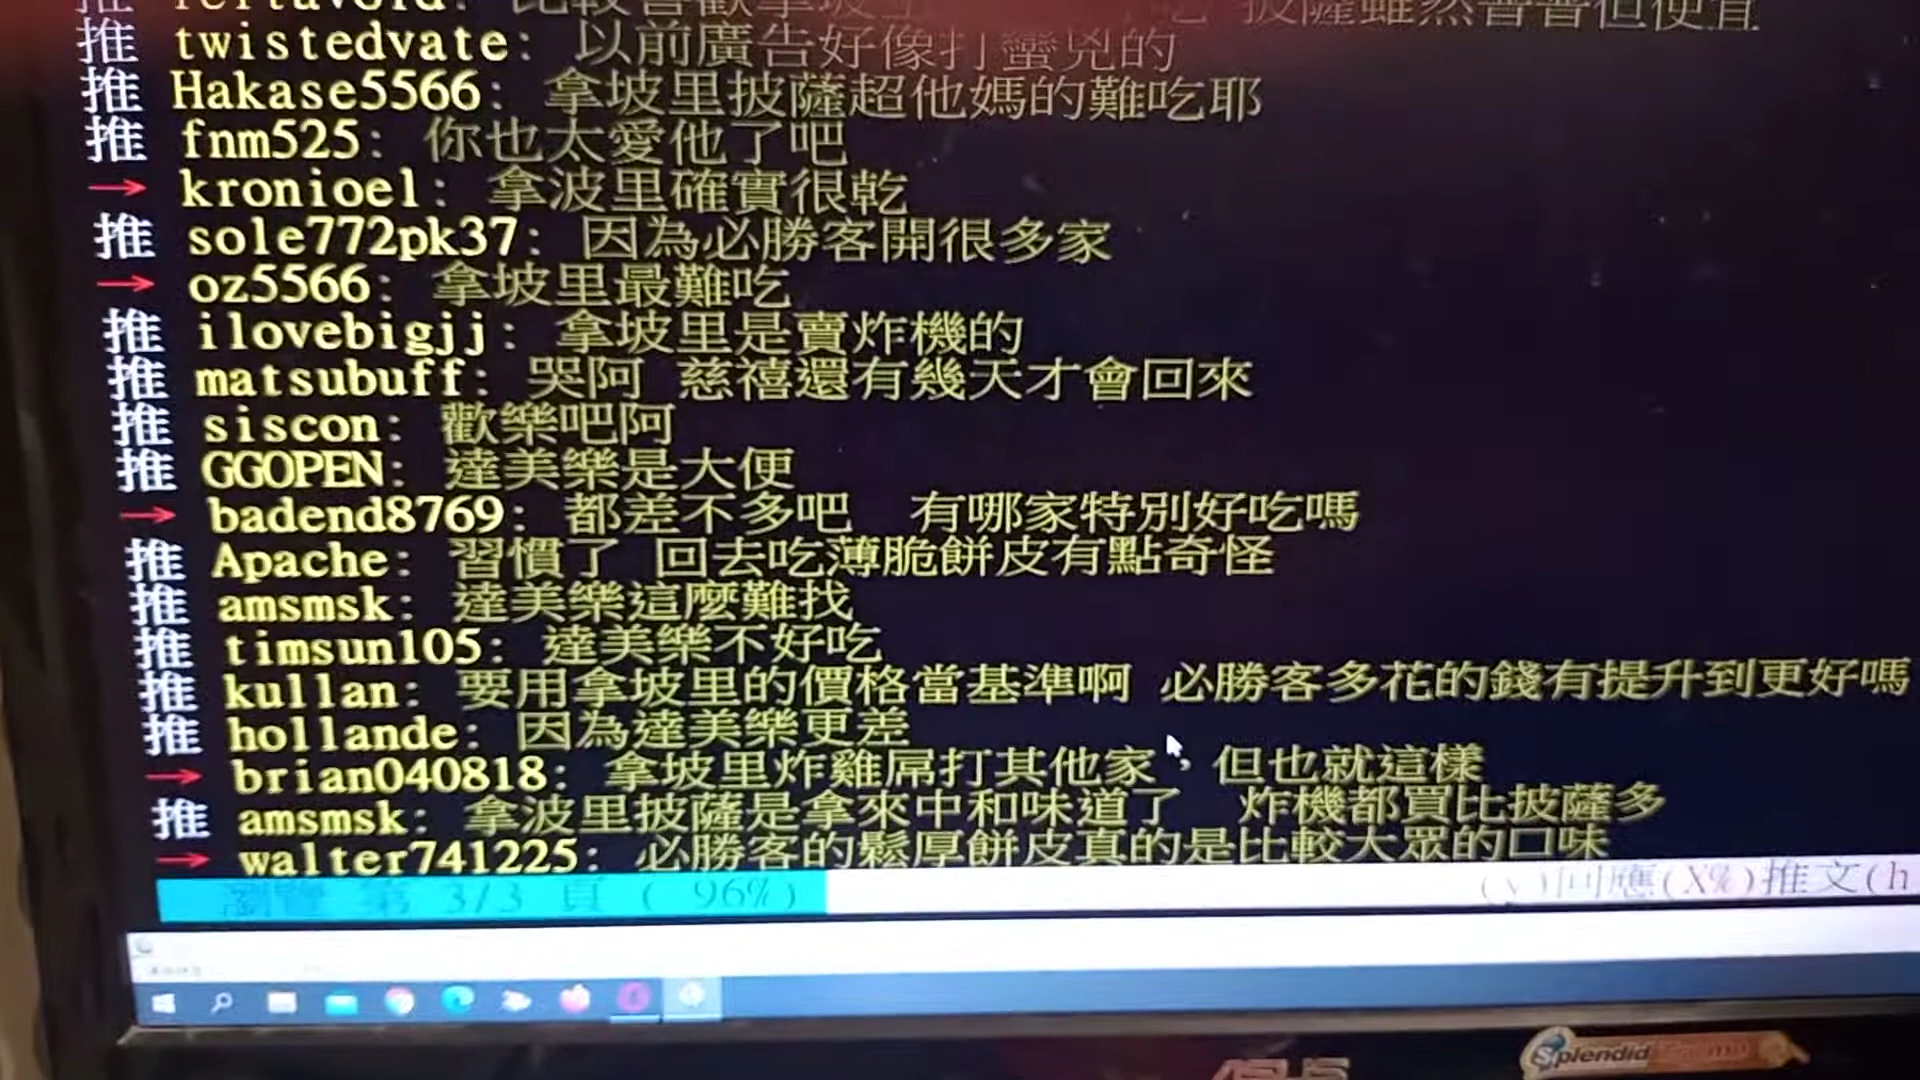 推 twistedvate: 以前廣告好像打蠻兇的
推 Hakase5566: 拿坡里披薩超他媽的難吃耶
推 fnm525: 你也太愛他了吧
→ kronioel: 拿波里確實很乾
推 sole772pk37: 因為必勝客開很多家
→ oz5566: 拿坡里最難吃
推 ilovebigjj: 拿坡里是賣炸機的
推 matsubuff: 哭阿 慈禧還有幾天才會回來
推 siscon: 歡樂吧阿
推 GGOPEN: 達美樂是大便
→ badend8769: 都差不多吧 有哪家特別好吃嗎
推 Apache: 習慣了 回去吃薄脆餅皮有點奇怪
推 amsmsk: 達美樂這麼難找
推 timsun105: 達美樂不好吃
推 kullan: 要用拿坡里的價格當基準啊 必勝客多花的錢有提升到更好嗎
推 hollande: 因為達美樂更差
→ brian040818: 拿坡里炸雞屌打其他家，但也就這樣
推 amsmsk: 拿波里披薩是拿來中和味道了 炸機都買比披薩多
→ walter741225: 必勝客的鬆厚餅皮真的是比較大眾的口味
瀏覽 第 3/3 頁 ( 96%) (y)回應(X%)推文(h
Splendid